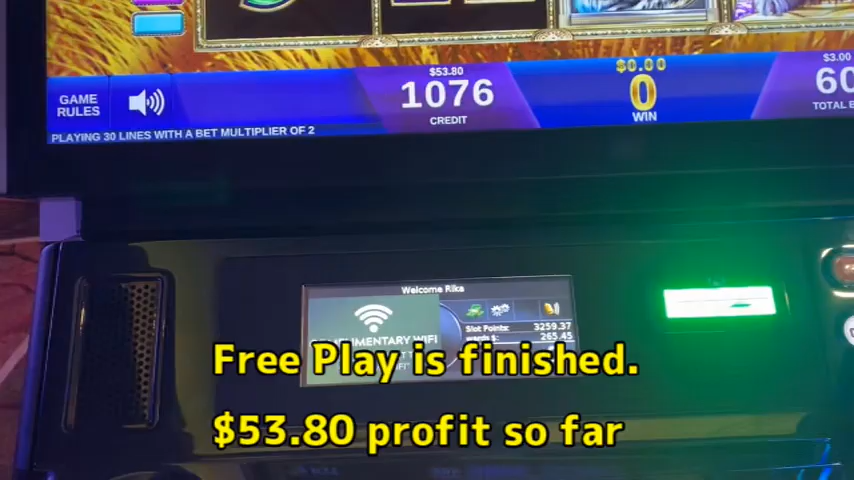 $53.80
1076
CREDIT
$0.00
0
WIN
$3.00
60
TOTAL
GAME
RULES
PLAYING 30 LINES WITH A BET MULTIPLIER OF 2
Welcome Rika
Slot Points: 3259.37
265.45
WIFI
Free Play is finished.
$53.80 profit so far